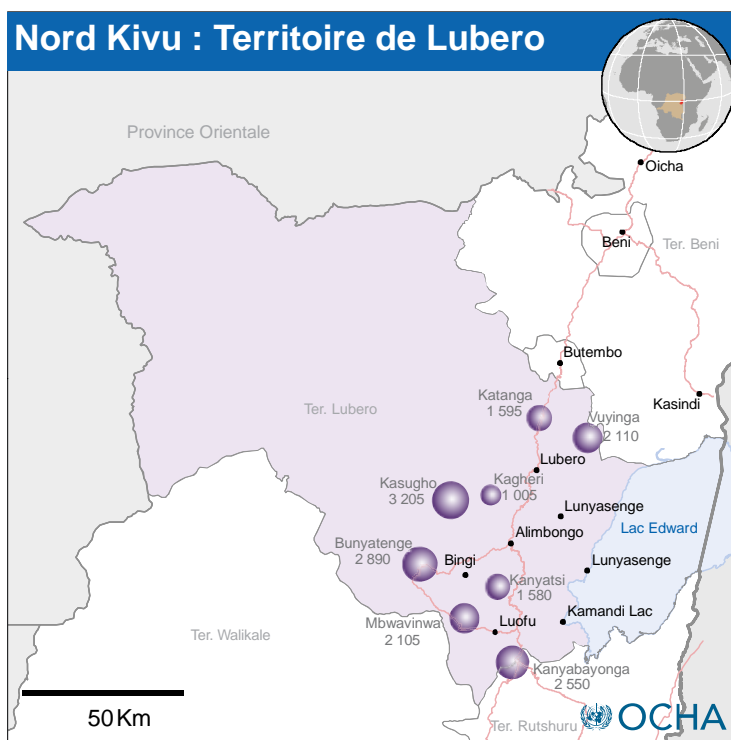 Nord Kivu : Territoire de Lubero
Province Orientale
Oicha
Beni
Ter. Beni
Butembo
Katanga
1 595
Vuyinga
2 110
Kasindi
Ter. Lubero
Lubero
Kasugho
3 205
Kagheri
1 005
Lunyasenge
Lac Edward
Alimbongo
Bunyatenge
2 890
Bingi
Lunyasenge
Kanyatsi
1 580
Mbwavinwa
2 105
Luofu
Kamandi Lac
Ter. Walikale
Kanyabayonga
2 550
50 Km
Ter. Rutshuru
OCHA